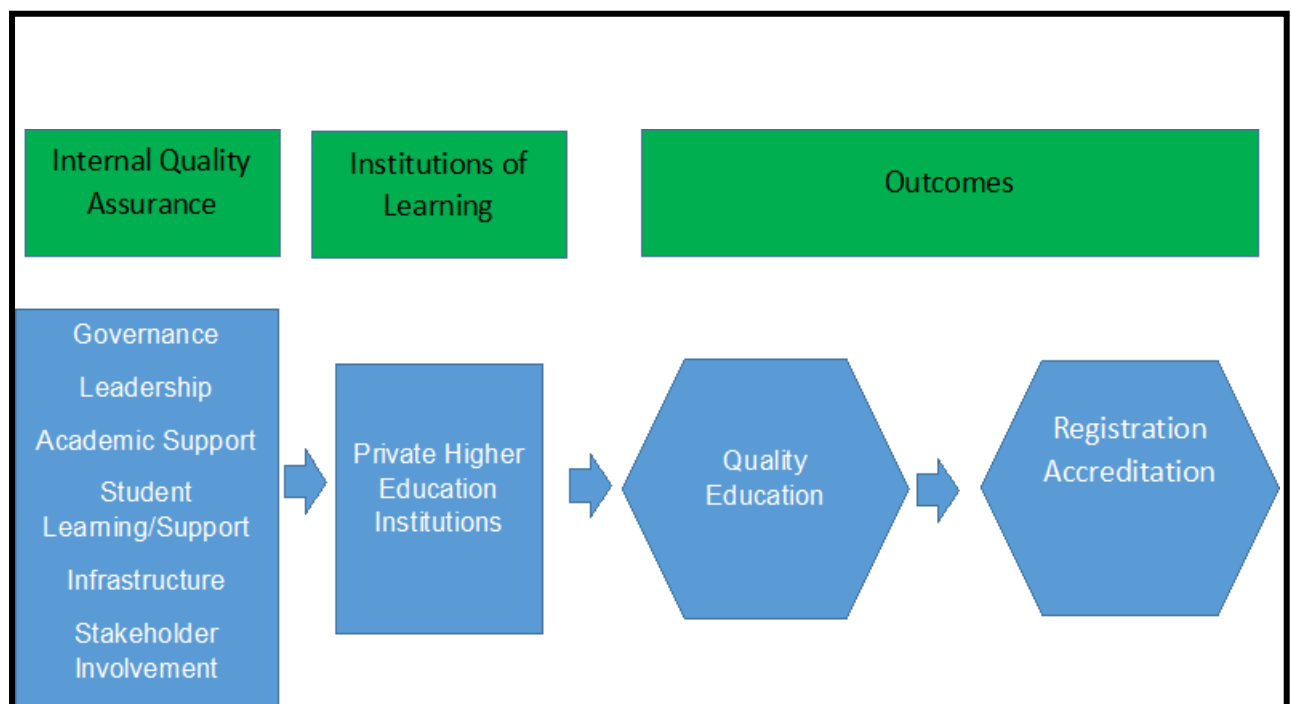 Internal Quality
Assurance
Institutions of
Learning
Outcomes
Governance
Leadership
Academic Support
Student
Learning/Support
Infrastructure
Stakeholder
Involvement
Private Higher
Education
Institutions
Quality
Education
Registration
Accreditation